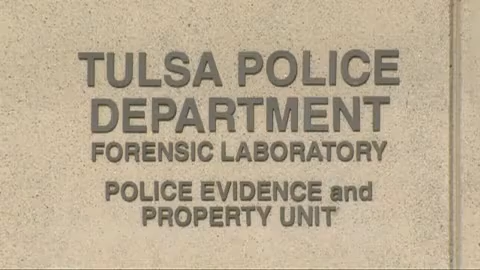 TULSA POLICE
DEPARTMENT
FORENSIC LABORATORY
POLICE EVIDENCE and
PROPERTY UNIT